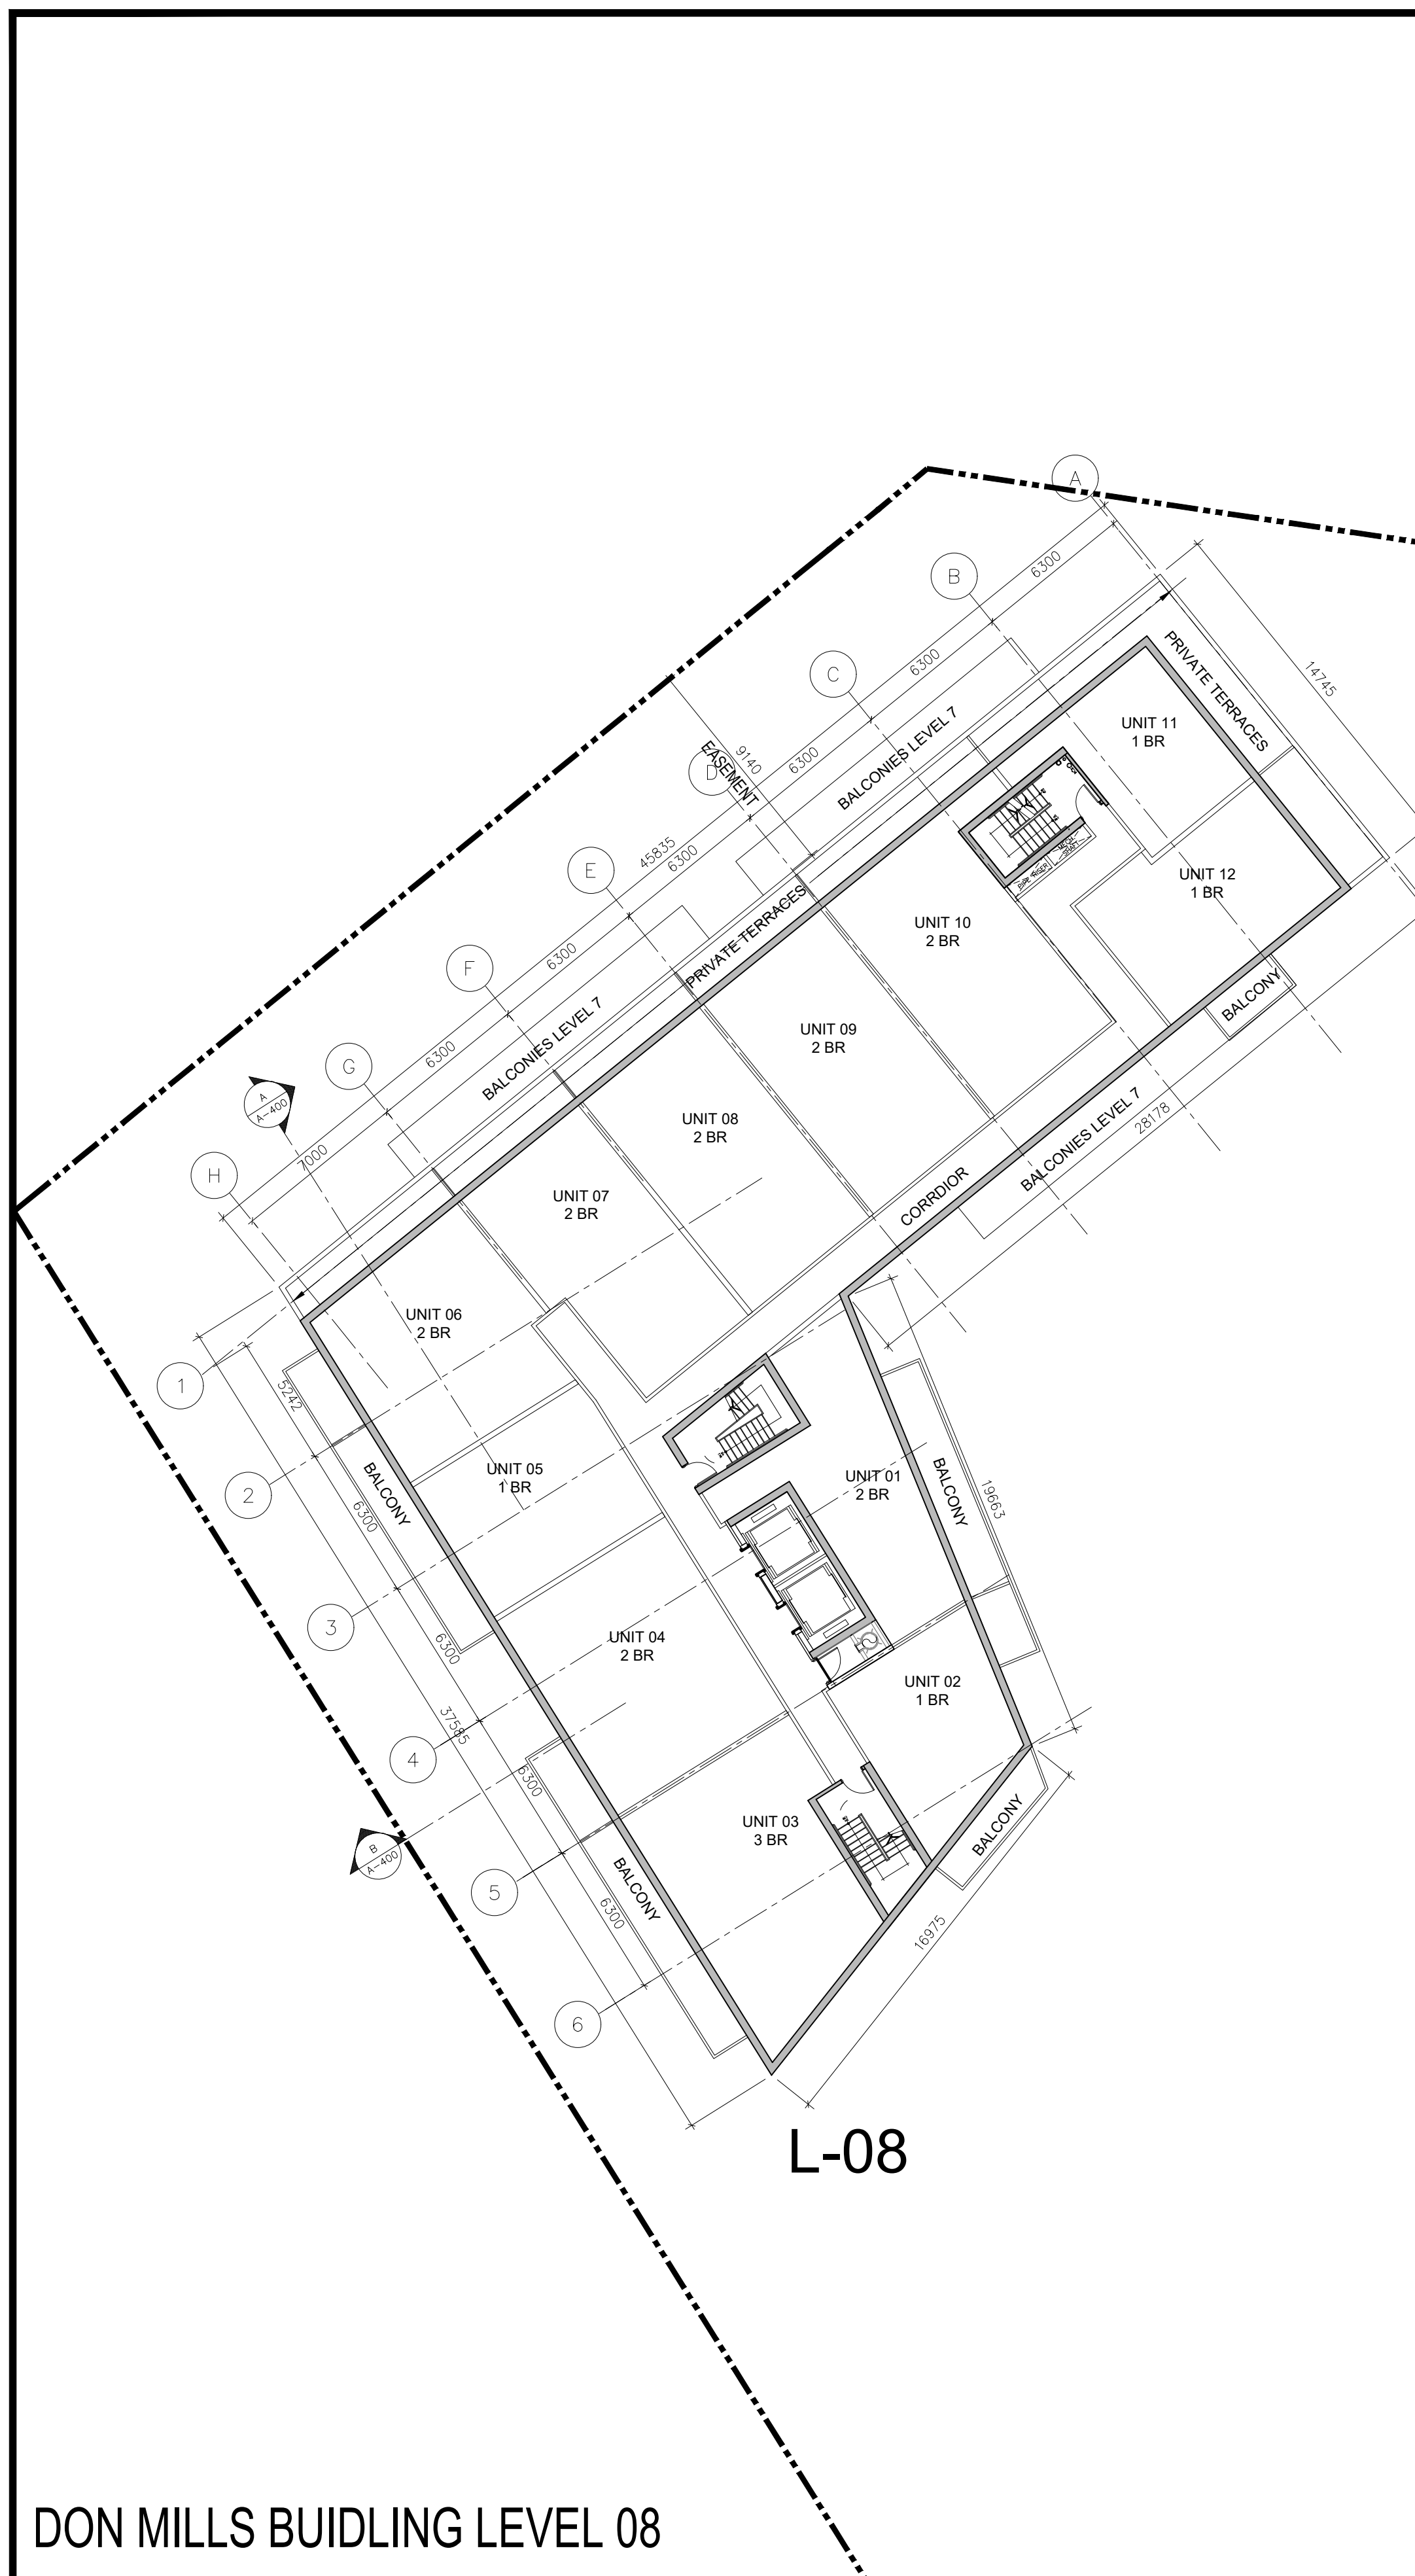 A
6300
B
6300
C
14745
PRIVATE TERRACES
UNIT 11
1 BR
BALCONIES LEVEL 7
6300
9140
EASEMENT
D
45835
6300
E
UNIT 12
1 BR
PIPE RISER
UNIT 10
2 BR
PRIVATE TERRACES
6300
F
BALCONY
UNIT 09
2 BR
BALCONIES LEVEL 7
6300
G
A
A-400
UNIT 08
2 BR
BALCONIES LEVEL 7
28178
7000
H
UNIT 07
2 BR
CORRDIOR
UNIT 06
2 BR
1
5242
2
BALCONY
UNIT 05
1 BR
UNIT 01
2 BR
BALCONY
19663
6300
3
6300
UNIT 04
2 BR
UNIT 02
1 BR
37585
4
6300
UNIT 03
3 BR
BALCONY
B
A-400
5
BALCONY
6300
16975
6
L-08
DON MILLS BUIDLING LEVEL 08